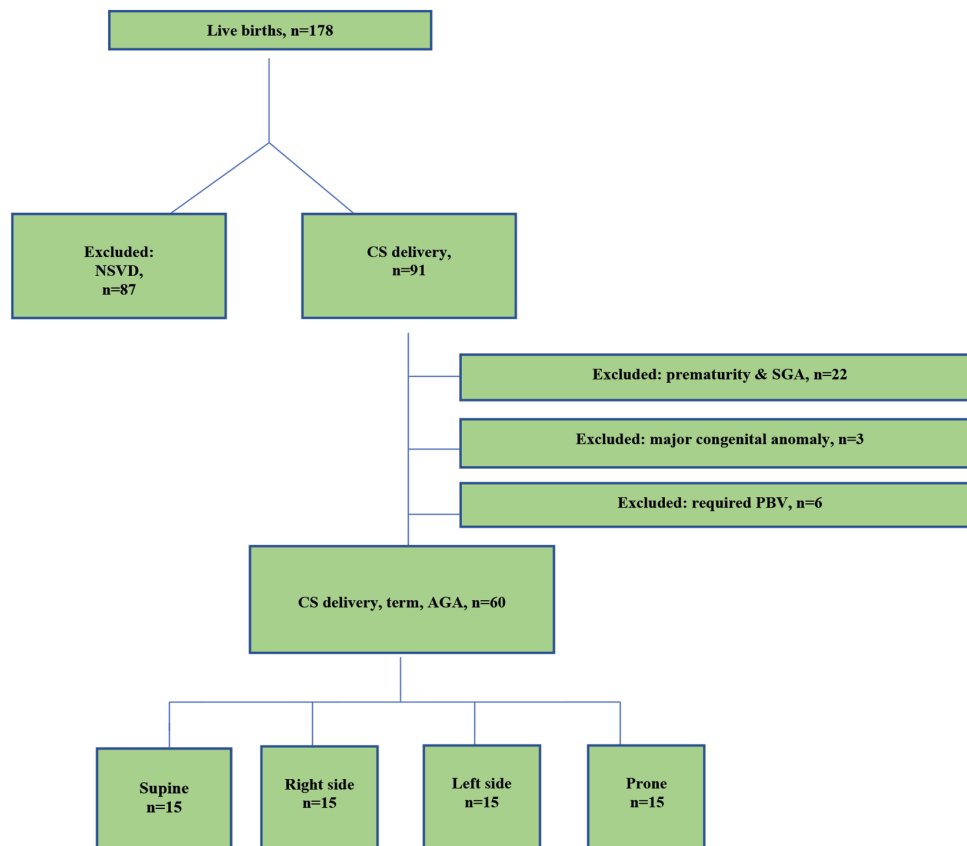 Live births, n=178
Excluded:
NSVD,
n=87
CS delivery,
n=91
Excluded: prematurity & SGA, n=22
Excluded: major congenital anomaly, n=3
Excluded: required PBV, n=6
CS delivery, term, AGA, n=60
Supine
n=15
Right side
n=15
Left side
n=15
Prone
n=15